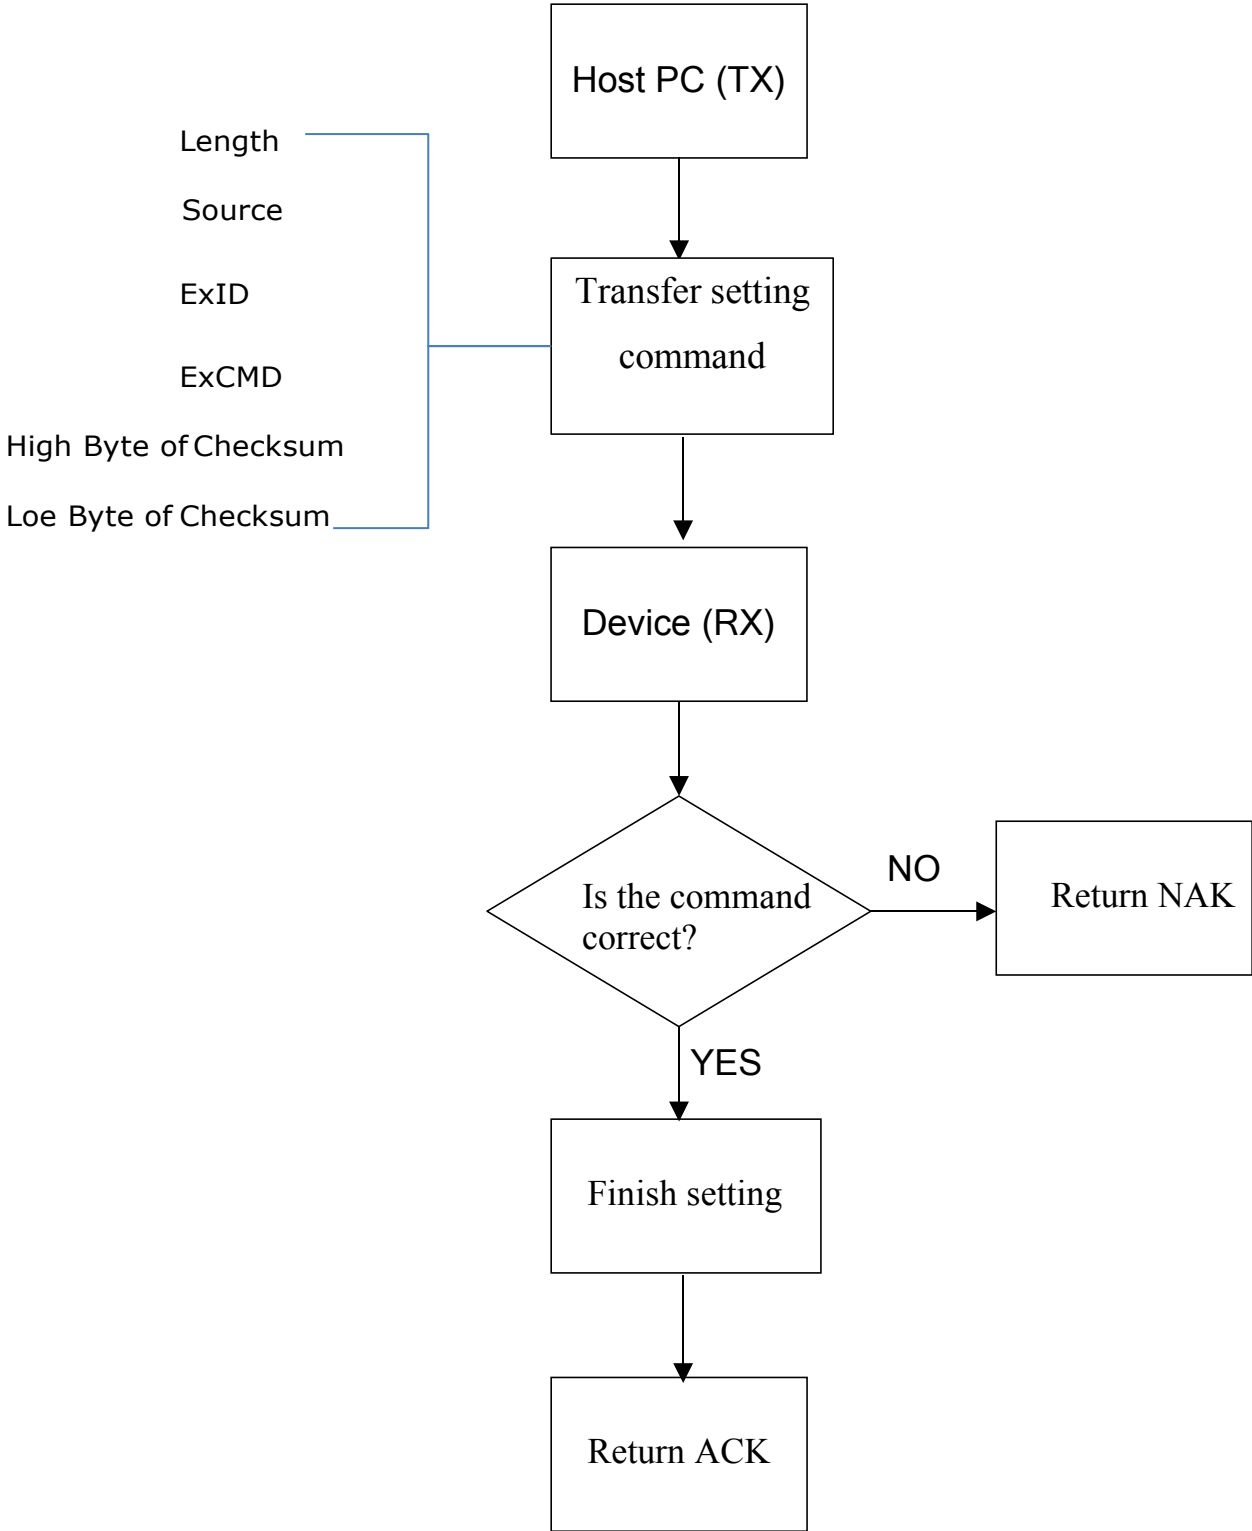 Host PC (TX)
Length
Source
ExID
ExCMD
High Byte of Checksum
Loe Byte of Checksum
Transfer setting
command
Device (RX)
Is the command
correct?
NO
Return NAK
YES
Finish setting
Return ACK